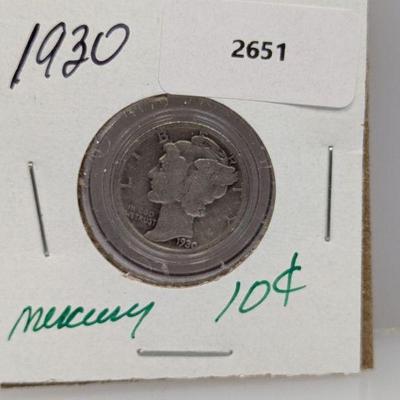 1930
2651
LIBERTY
IN GOD
WE TRUST
1930
Mercury 10¢